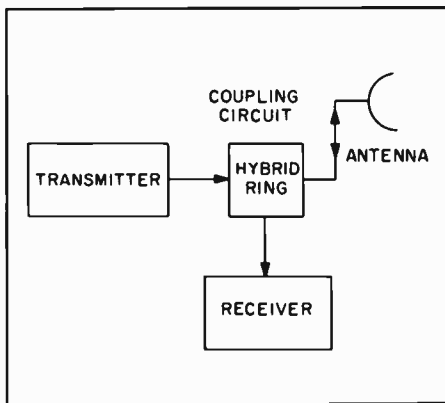 COUPLING
CIRCUIT
ANTENNA
TRANSMITTER
HYBRID
RING
RECEIVER